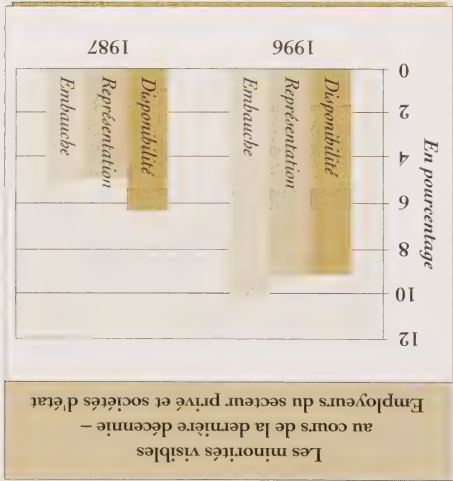 Les minorités visibles
au cours de la dernière décennie –
Employeurs du secteur privé et sociétés d'état
En pourcentage
12
10
8
6
4
2
0
Disponibilité
Représentation
Embauche
Disponibilité
Représentation
Embauche
1996
1987